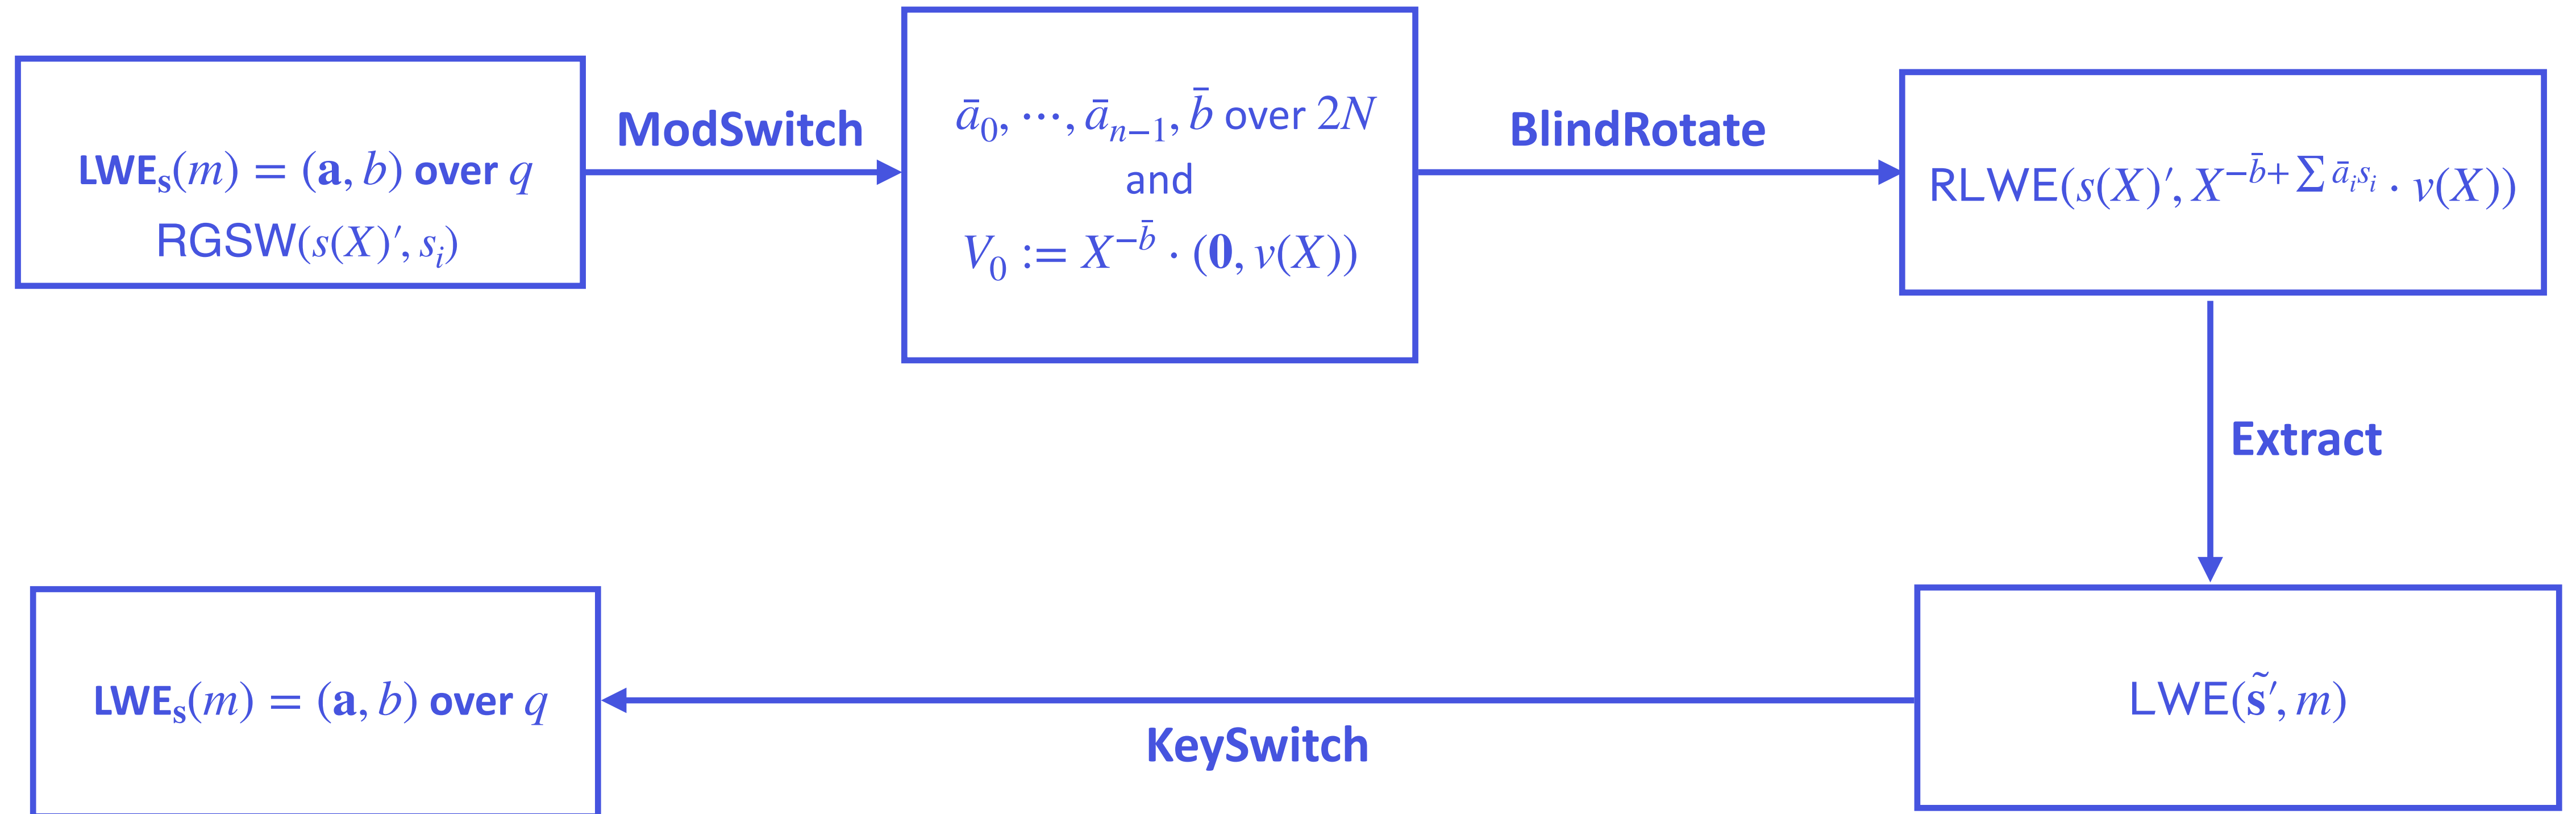 LWEₛ(m) = (𝐚, b) over q
RGSW(s(X)′, sᵢ)
ModSwitch
ā₀, ⋯, āₙ₋₁, b̄ over 2N
and
V₀ := X^{−b̄} · (𝟎, v(X))
BlindRotate
RLWE(s(X)′, X^{−b̄+∑ āᵢsᵢ} · v(X))
Extract
LWE(𝐬̃′, m)
KeySwitch
LWEₛ(m) = (𝐚, b) over q